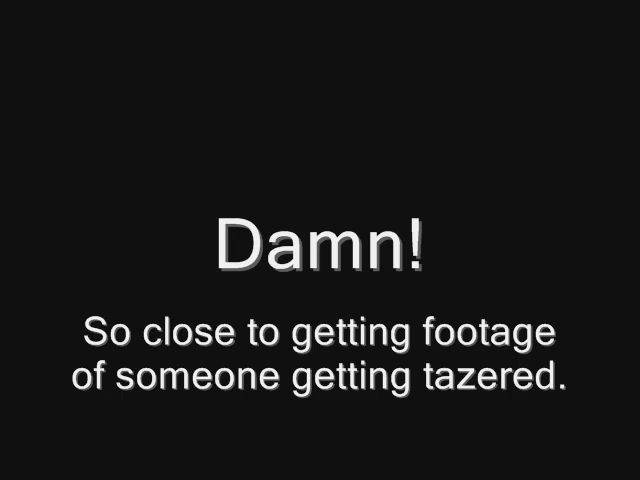 Damn!
So close to getting footage
of someone getting tazered.